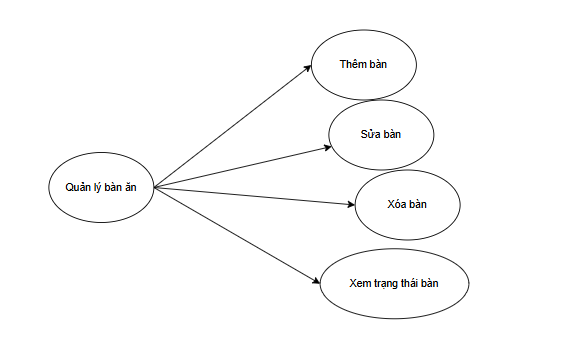 Thêm bàn
Sửa bàn
Quản lý bàn ăn
Xóa bàn
Xem trạng thái bàn